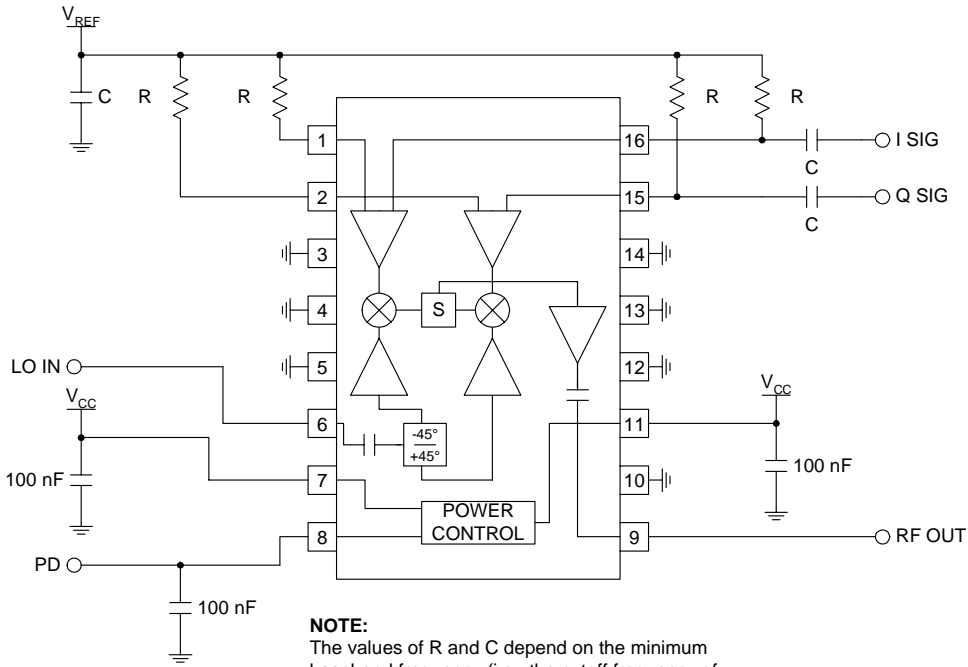 V_REF
C
R
R
R
R
1
16
I SIG
C
2
15
Q SIG
C
3
14
4
S
13
LO IN
5
12
V_CC
V_CC
6
-45°
+45°
11
100 nF
7
100 nF
10
POWER
CONTROL
8
9
RF OUT
PD
100 nF
NOTE:
The values of R and C depend on the minimum